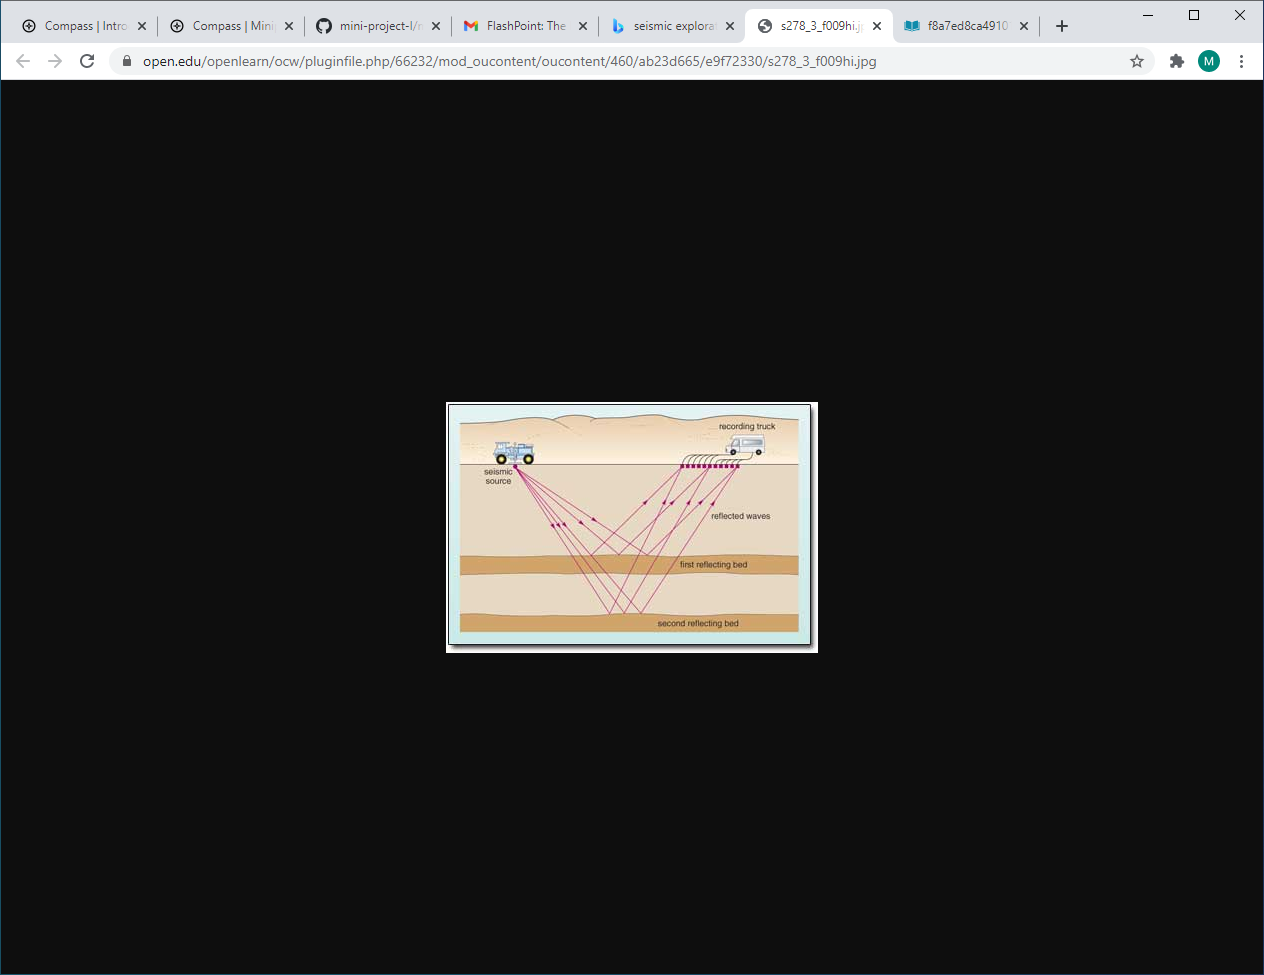 Compass | Intro
Compass | Mini
mini-project-I/
FlashPoint: The
seismic explora
s278_3_f009hi.j
f8a7ed8ca4910
open.edu/openlearn/ocw/pluginfile.php/66232/mod_oucontent/oucontent/460/ab23d665/e9f72330/s278_3_f009hi.jpg
M
recording truck
seismic
source
reflected waves
first reflecting bed
second reflecting bed